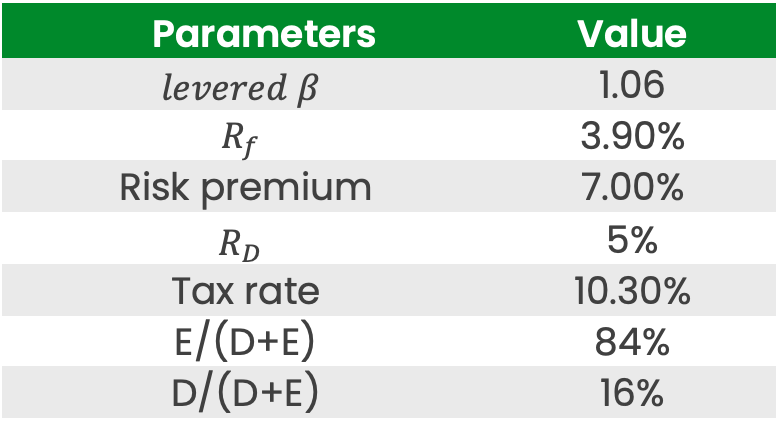 Parameters Value
levered β 1.06
R_f 3.90%
Risk premium 7.00%
R_D 5%
Tax rate 10.30%
E/(D+E) 84%
D/(D+E) 16%